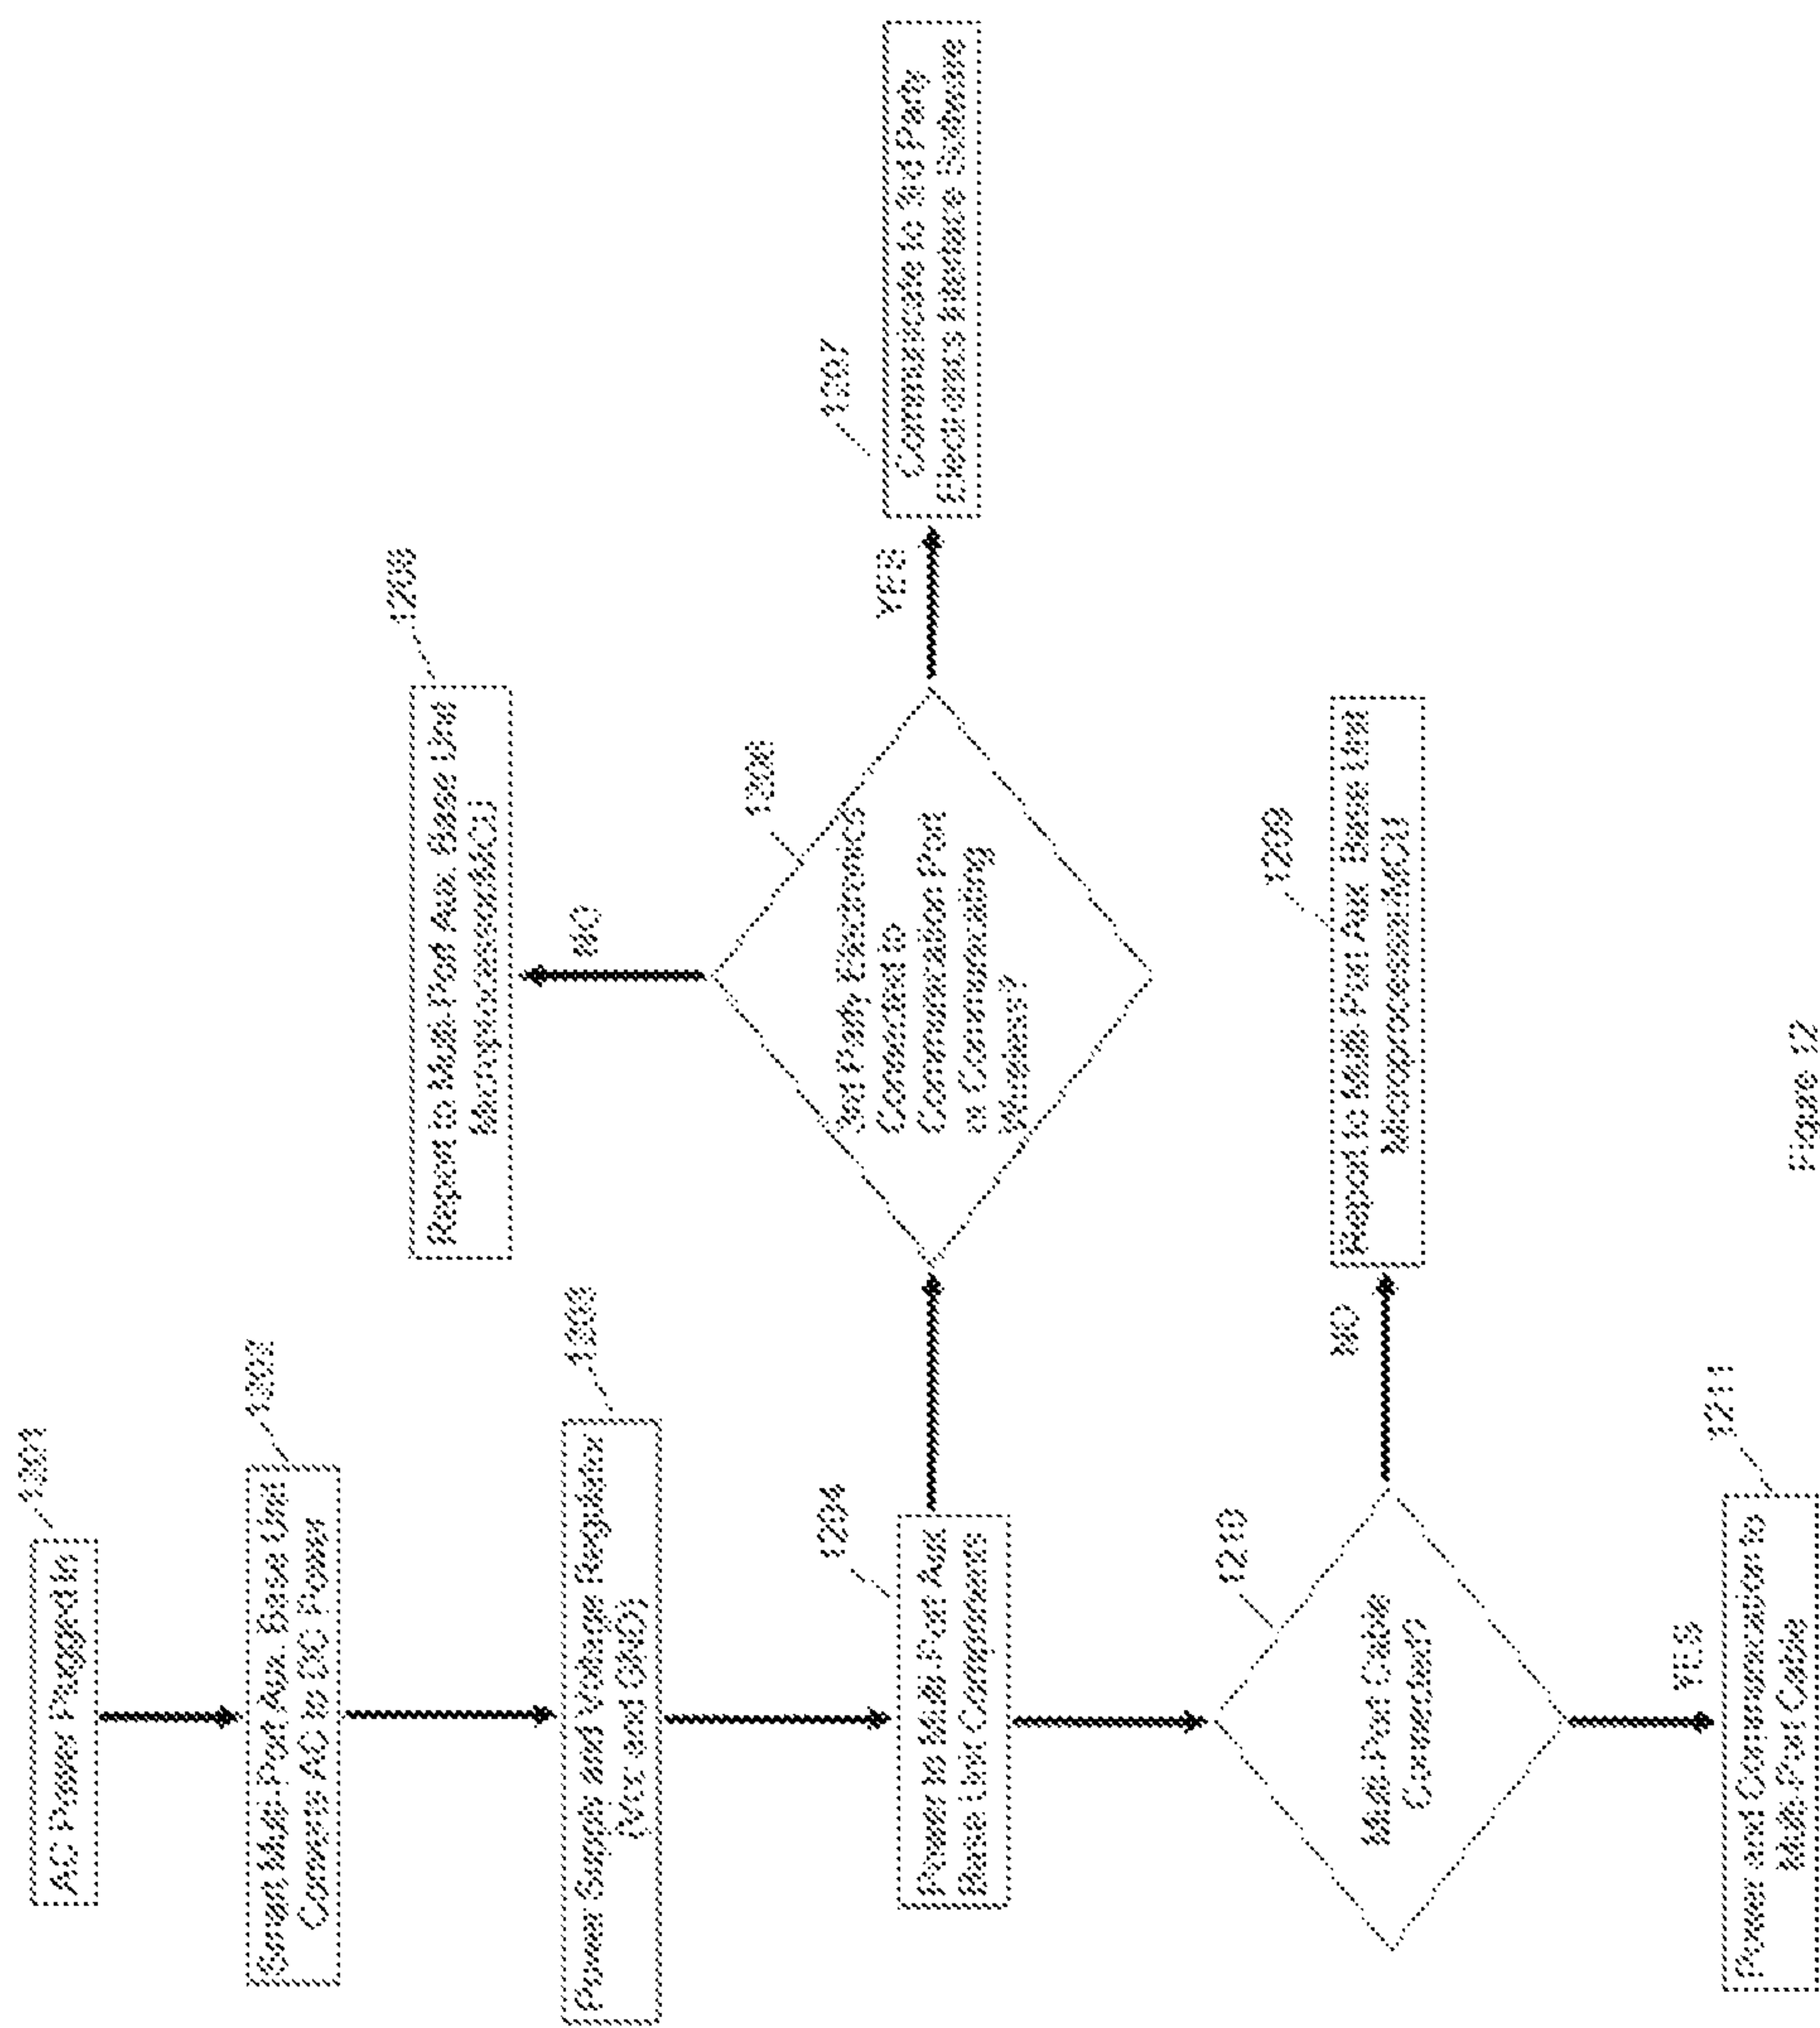 1201
AC Power Plugged In
1202
Smart Multi-Port Aux. Base Unit
Converts AC to DC Power
1203
Power Supply and Voltage Regulation
(Vcc and GND)
1204
Power to Multi Port Aux
Base Unit Components
1206
3rd Party Electronics
Connected to
Communication Port
or Communicating
Wireless?
NO
Report to Multi-Port Aux. Base Unit
Microprocessor/MCU
YES
1207
Communicate to 3rd Party
Electronics Interface Software
1210
Multi-Port Cable
Connected?
NO
1209
Report to Multi-Port Aux. Base Unit
Microprocessor/MCU
YES
1211
Power and Communication to
Multi-Port Cable
Figure 12